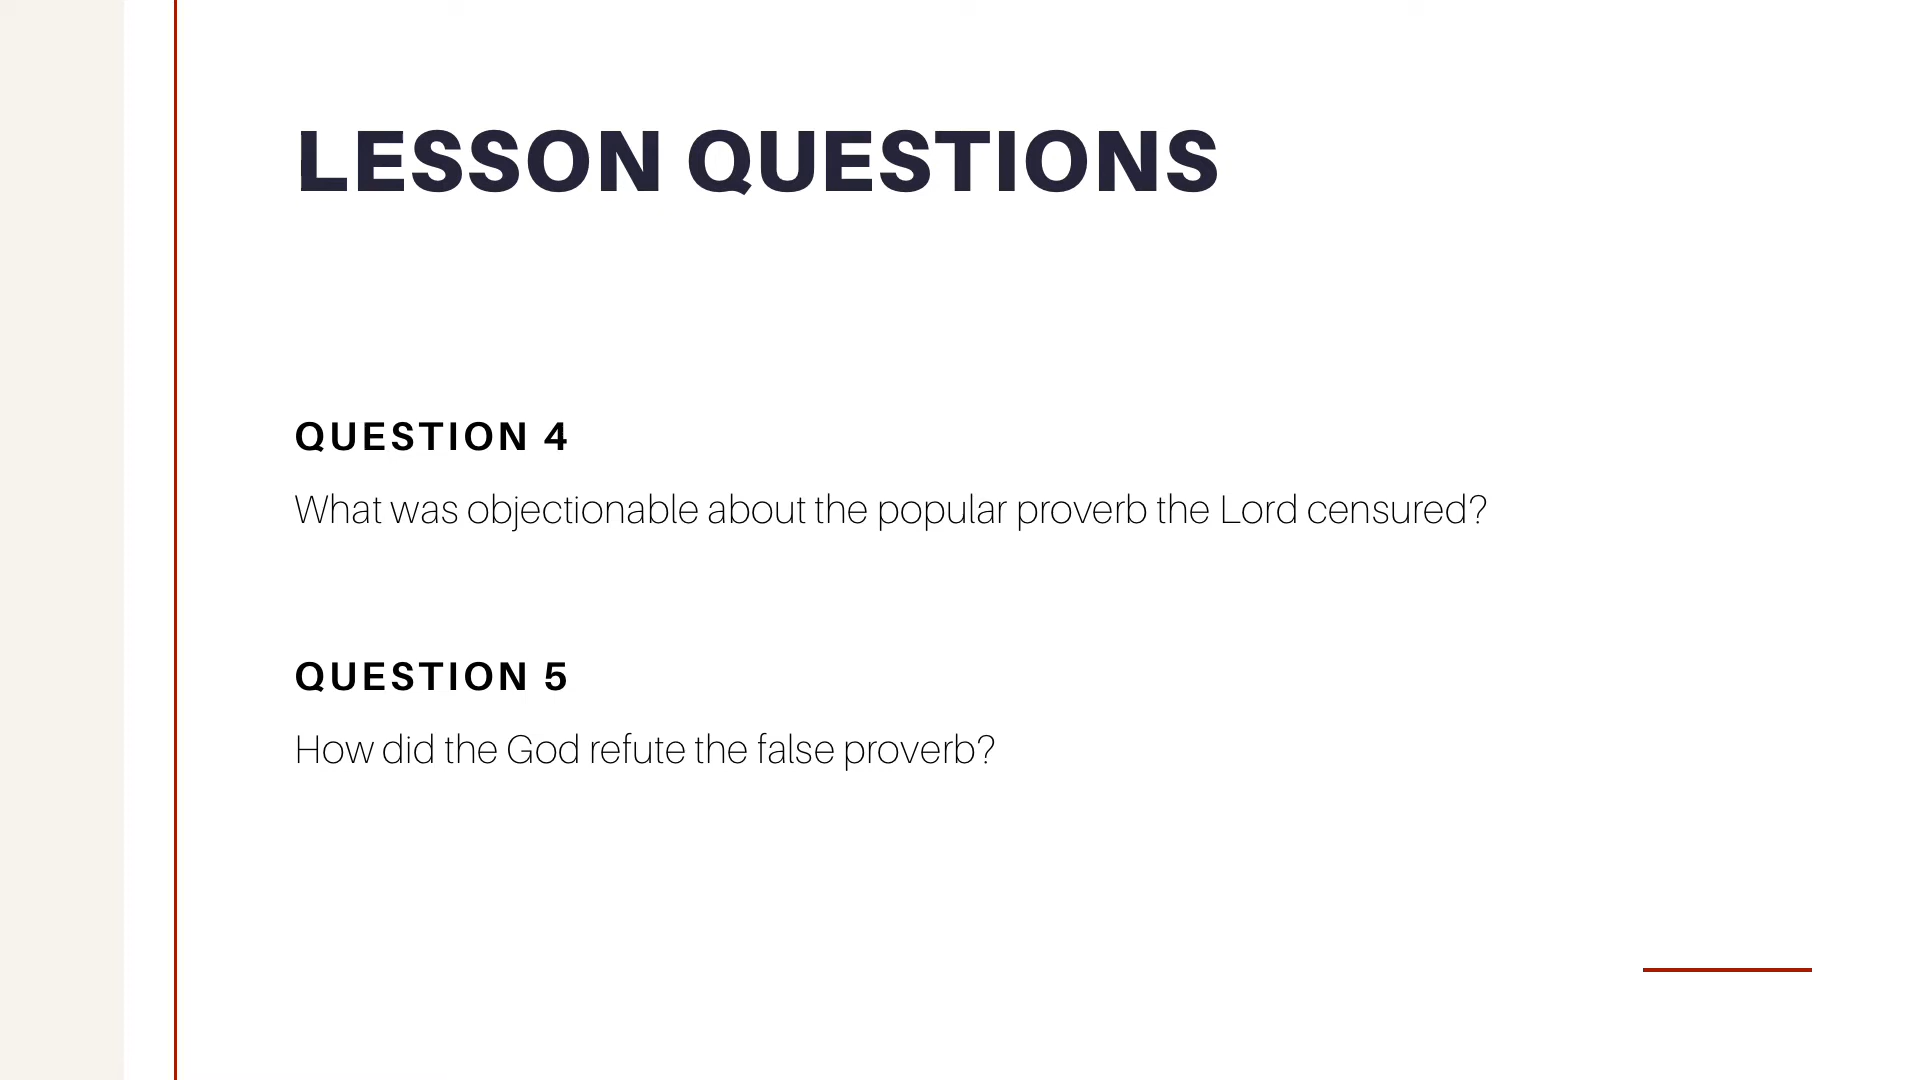 LESSON QUESTIONS
QUESTION 4
What was objectionable about the popular proverb the Lord censured?
QUESTION 5
How did the God refute the false proverb?